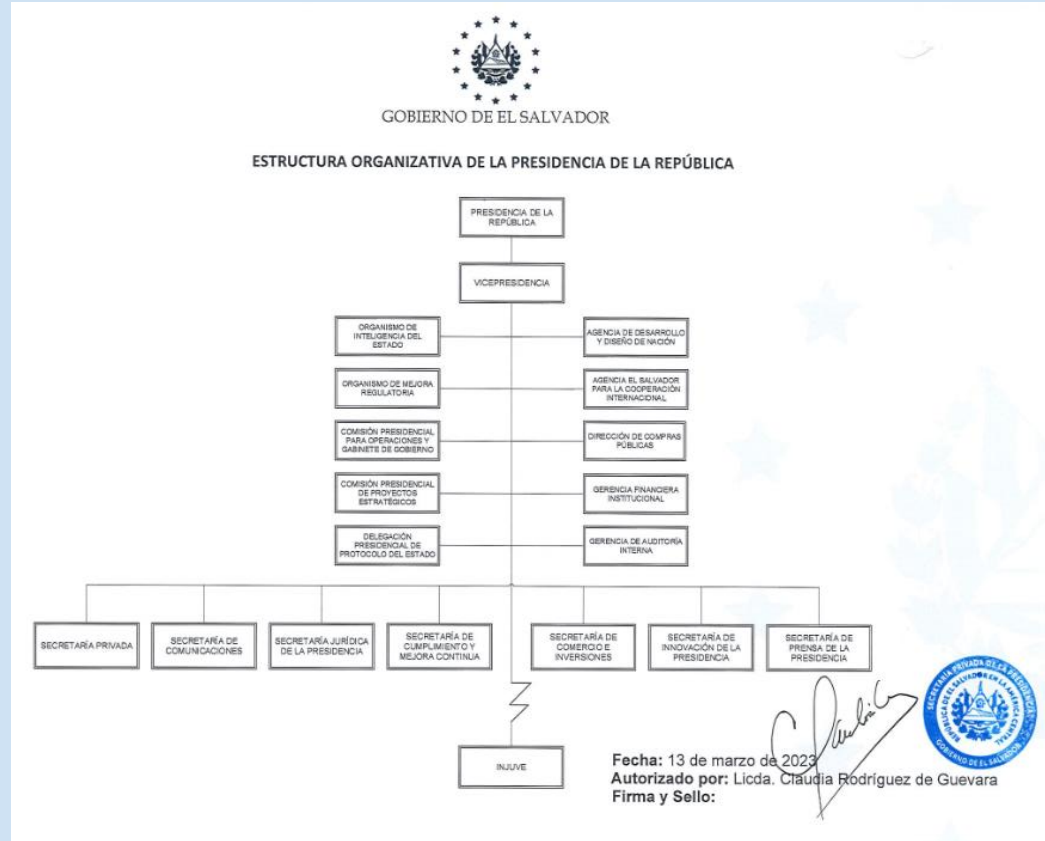 GOBIERNO DE EL SALVADOR
ESTRUCTURA ORGANIZATIVA DE LA PRESIDENCIA DE LA REPÚBLICA
PRESIDENCIA DE LA
REPÚBLICA
VICEPRESIDENCIA
ORGANISMO DE
INTELIGENCIA DEL
ESTADO
AGENCIA DE DESARROLLO
Y DISEÑO DE NACIÓN
ORGANISMO DE MEJORA
REGULATORIA
AGENCIA EL SALVADOR
PARA LA COOPERACIÓN
INTERNACIONAL
COMISIÓN PRESIDENCIAL
PARA OPERACIONES Y
GABINETE DE GOBIERNO
DIRECCIÓN DE COMPRAS
PÚBLICAS
COMISIÓN PRESIDENCIAL
DE PROYECTOS
ESTRATÉGICOS
GERENCIA FINANCIERA
INSTITUCIONAL
DELEGACIÓN
PRESIDENCIAL DE
PROTOCOLO DEL ESTADO
GERENCIA DE AUDITORÍA
INTERNA
SECRETARÍA PRIVADA
SECRETARÍA DE
COMUNICACIONES
SECRETARÍA JURÍDICA
DE LA PRESIDENCIA
SECRETARÍA DE
CUMPLIMIENTO Y
MEJORA CONTINUA
SECRETARÍA DE
COMERCIO E
INVERSIONES
SECRETARÍA DE
INNOVACIÓN DE LA
PRESIDENCIA
SECRETARÍA DE
PRENSA DE LA
PRESIDENCIA
INJUVE
SECRETARÍA PRIVADA DE LA PRESIDENCIA
REPÚBLICA DE EL SALVADOR EN LA AMÉRICA CENTRAL
GOBIERNO DE EL SALVADOR
Fecha: 13 de marzo de 2023
Autorizado por: Licda. Claudia Rodríguez de Guevara
Firma y Sello: